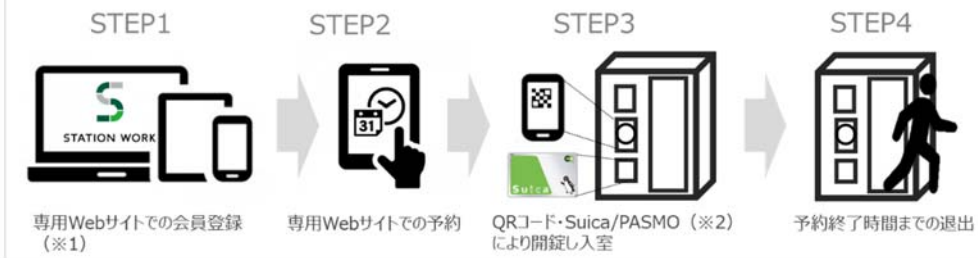 STEP1
STEP2
STEP3
STEP4
STATION WORK
31
Suica
専用Webサイトでの会員登録
（※1）
専用Webサイトでの予約
QRコード・Suica/PASMO（※2）
により開錠し入室
予約終了時間までの退出